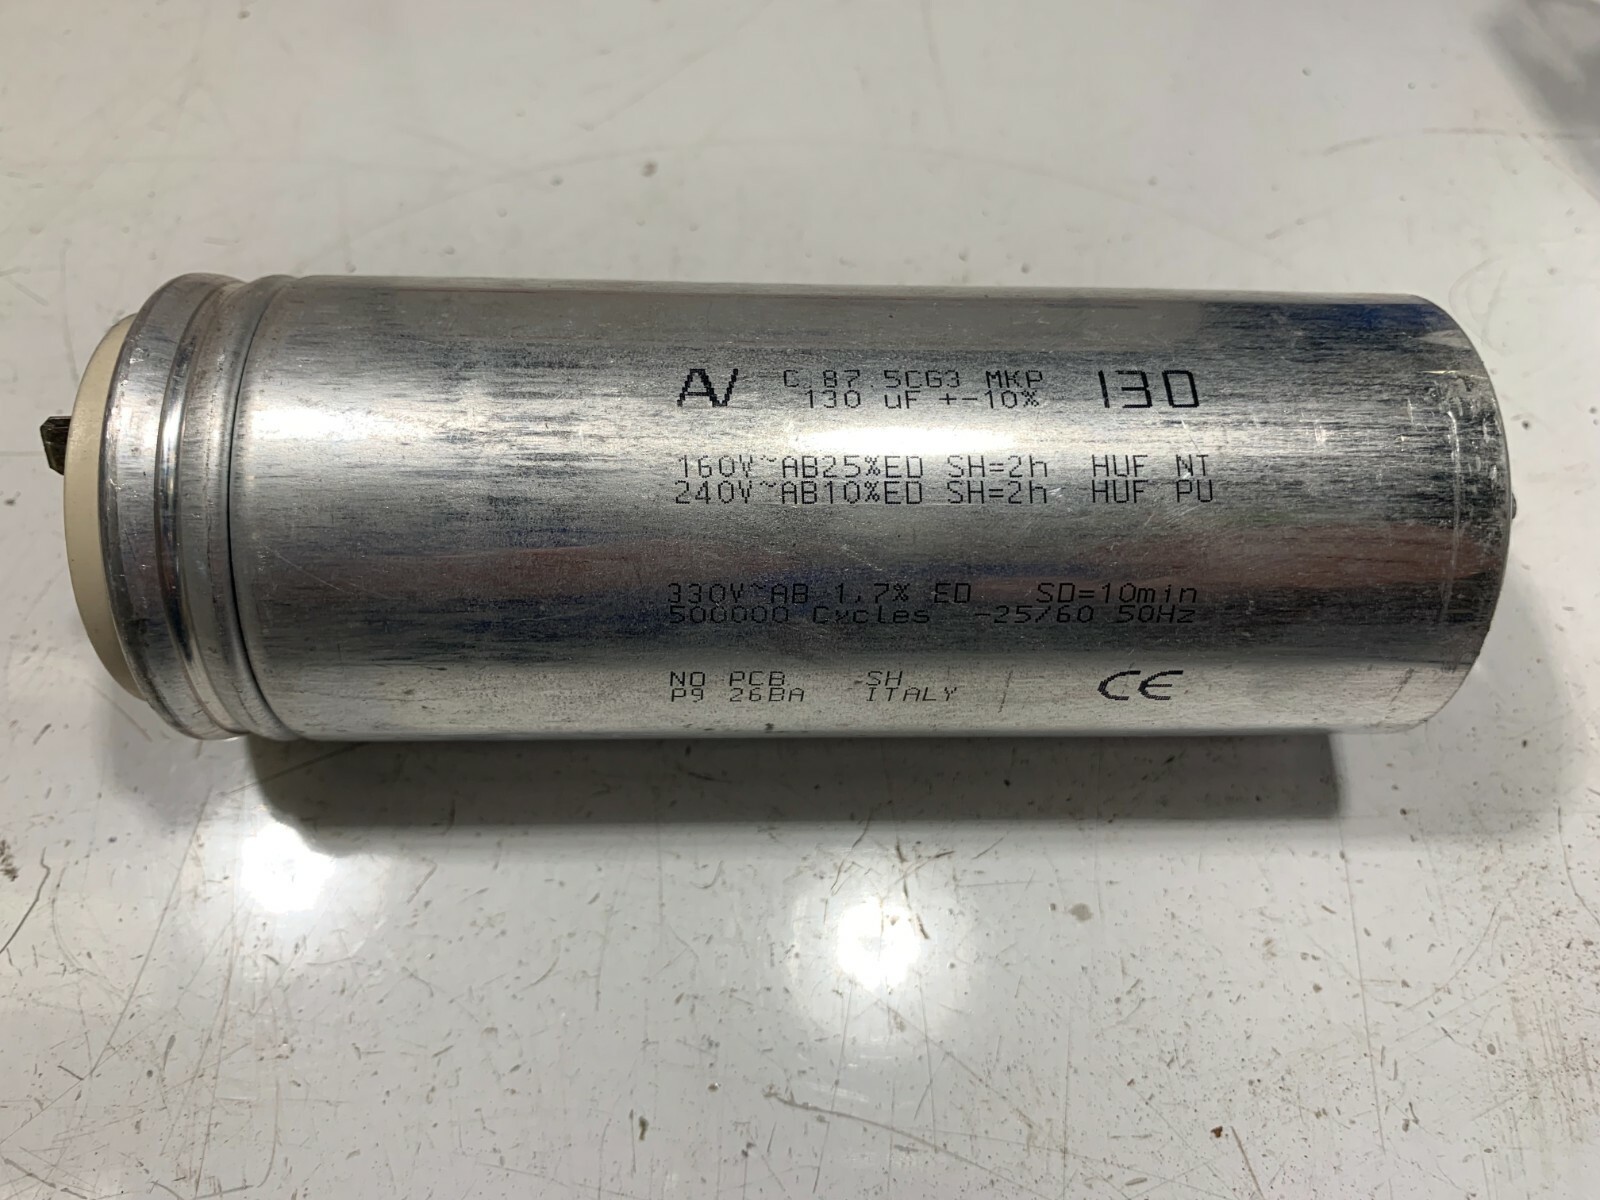 AV C.87.5CG3 MKP 130
130 uF +-10%
160V~AB25%ED SH=2h HUF NT
240V~AB10%ED SH=2h HUF PU
330V~AB 1.7% ED SD=10min
500000 Cycles -25/60 50Hz
NO PCB -SH CE
P9 26BA ITALY